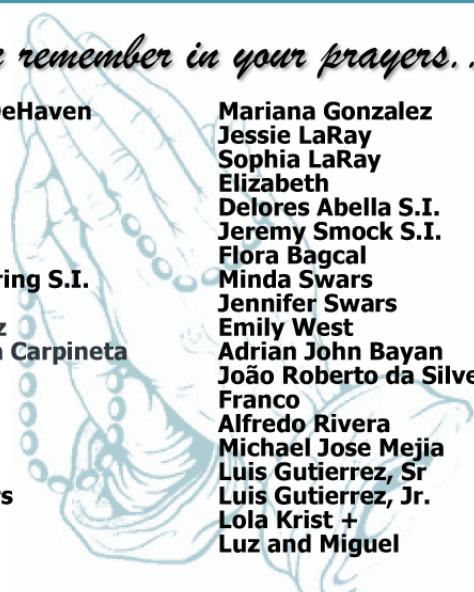 remember in your prayers. .
DeHaven
ring S.I.
z
Carpineta
rs
Mariana Gonzalez
Jessie LaRay
Sophia LaRay
Elizabeth
Delores Abella S.I.
Jeremy Smock S.I.
Flora Bagcal
Minda Swars
Jennifer Swars
Emily West
Adrian John Bayan
João Roberto da Silve
Franco
Alfredo Rivera
Michael Jose Mejia
Luis Gutierrez, Sr
Luis Gutierrez, Jr.
Lola Krist +
Luz and Miguel